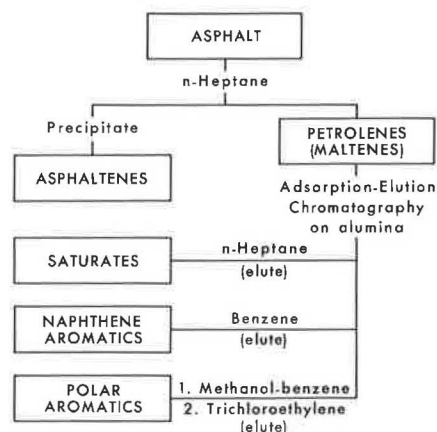 ASPHALT
n-Heptane
Precipitate
ASPHALTENES
PETROLENES
(MALTENES)
Adsorption-Elution
Chromatography
on alumina
SATURATES
n-Heptane
(elute)
NAPHTHENE
AROMATICS
Benzene
(elute)
POLAR
AROMATICS
1. Methanol-benzene
2. Trichloroethylene
(elute)